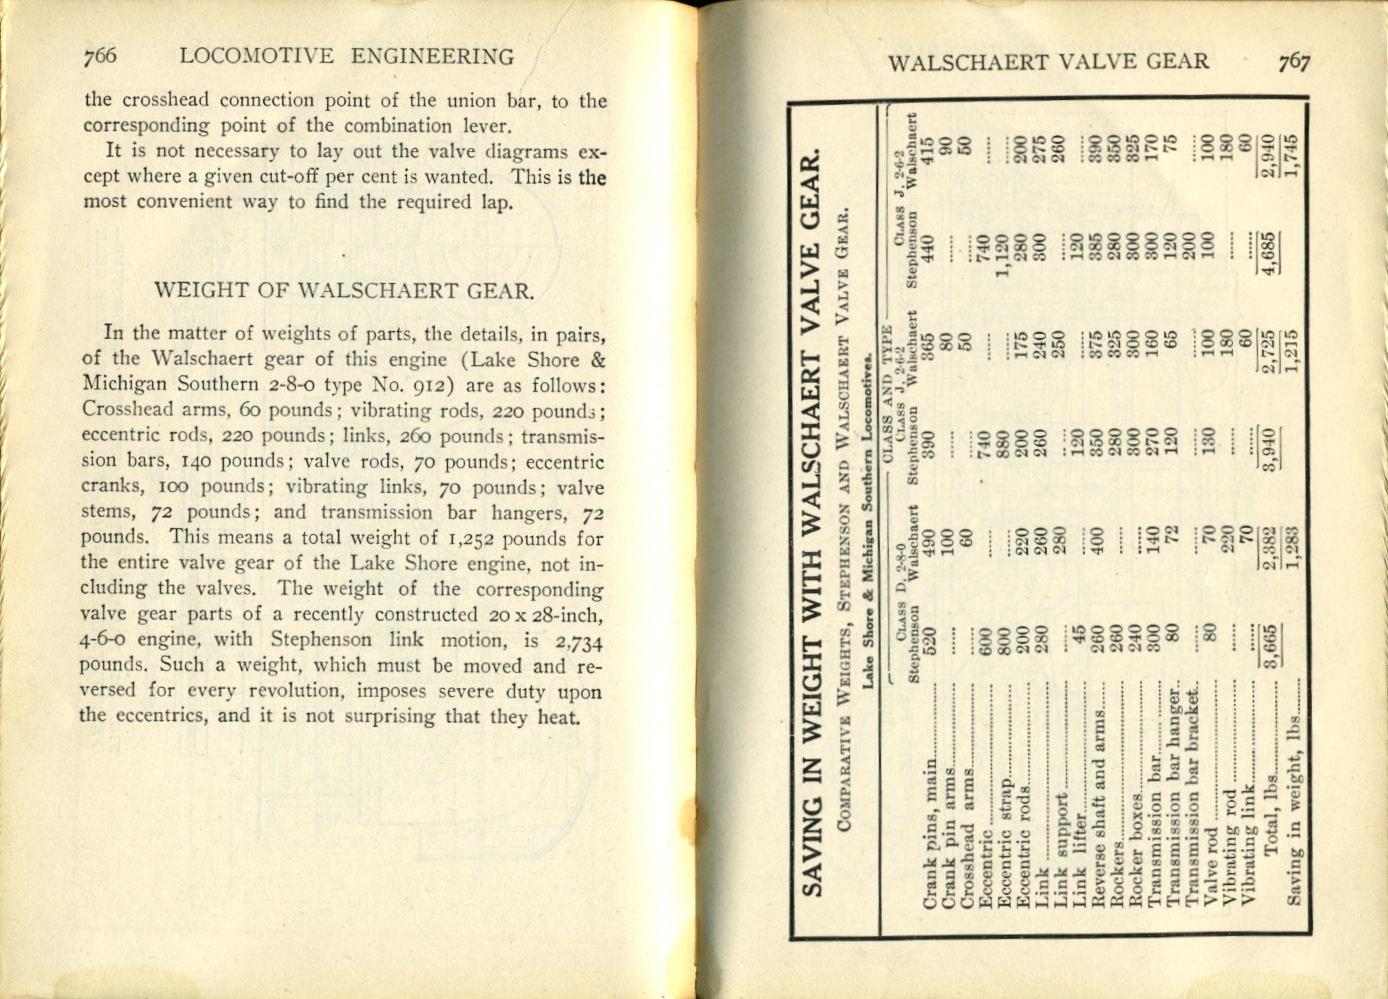 766 LOCOMOTIVE ENGINEERING
the crosshead connection point of the union bar, to the
corresponding point of the combination lever.
It is not necessary to lay out the valve diagrams ex-
cept where a given cut-off per cent is wanted. This is the
most convenient way to find the required lap.
WEIGHT OF WALSCHAERT GEAR.
In the matter of weights of parts, the details, in pairs,
of the Walschaert gear of this engine (Lake Shore &
Michigan Southern 2-8-0 type No. 912) are as follows:
Crosshead arms, 60 pounds; vibrating rods, 220 pounds;
eccentric rods, 220 pounds; links, 260 pounds; transmis-
sion bars, 140 pounds; valve rods, 70 pounds; eccentric
cranks, 100 pounds; vibrating links, 70 pounds; valve
stems, 72 pounds; and transmission bar hangers, 72
pounds. This means a total weight of 1,252 pounds for
the entire valve gear of the Lake Shore engine, not in-
cluding the valves. The weight of the corresponding
valve gear parts of a recently constructed 20 x 28-inch,
4-6-0 engine, with Stephenson link motion, is 2,734
pounds. Such a weight, which must be moved and re-
versed for every revolution, imposes severe duty upon
the eccentrics, and it is not surprising that they heat.
WALSCHAERT VALVE GEAR 767
SAVING IN WEIGHT WITH WALSCHAERT VALVE GEAR.
COMPARATIVE WEIGHTS, STEPHENSON AND WALSCHAERT VALVE GEAR.
Lake Shore & Michigan Southern Locomotives.
CLASS AND TYPE
CLASS D, 2-8-0 CLASS J, 2-6-2 CLASS J, 2-6-2
Stephenson Walschaert Stephenson Walschaert Stephenson Walschaert
Crank pins, main 520 490 390 365 440 415
Crank pin arms ...... 100 ...... 80 ...... 90
Crosshead arms ...... 60 ...... 50 ...... 50
Eccentric 600 ...... 740 ...... 740 ......
Eccentric strap 800 ...... 880 ...... 1,120 ......
Eccentric rods 200 220 200 175 280 200
Link 280 260 260 240 300 275
Link support ...... 280 ...... 250 ...... 260
Link lifter 45 ...... 120 ...... 120 ......
Reverse shaft and arms 260 400 350 375 385 390
Rockers 260 ...... 280 325 280 350
Rocker boxes 240 ...... 300 300 300 325
Transmission bar 300 140 270 160 300 170
Transmission bar hanger 80 72 120 65 120 75
Transmission bar bracket ...... ...... ...... ...... 200 ......
Valve rod 80 70 130 100 100 100
Vibrating rod ...... 220 ...... 180 ...... 180
Vibrating link ...... 70 ...... 60 ...... 60
Total, lbs. 3,665 2,382 3,940 2,725 4,685 2,940
Saving in weight, lbs. 1,283 1,215 1,745